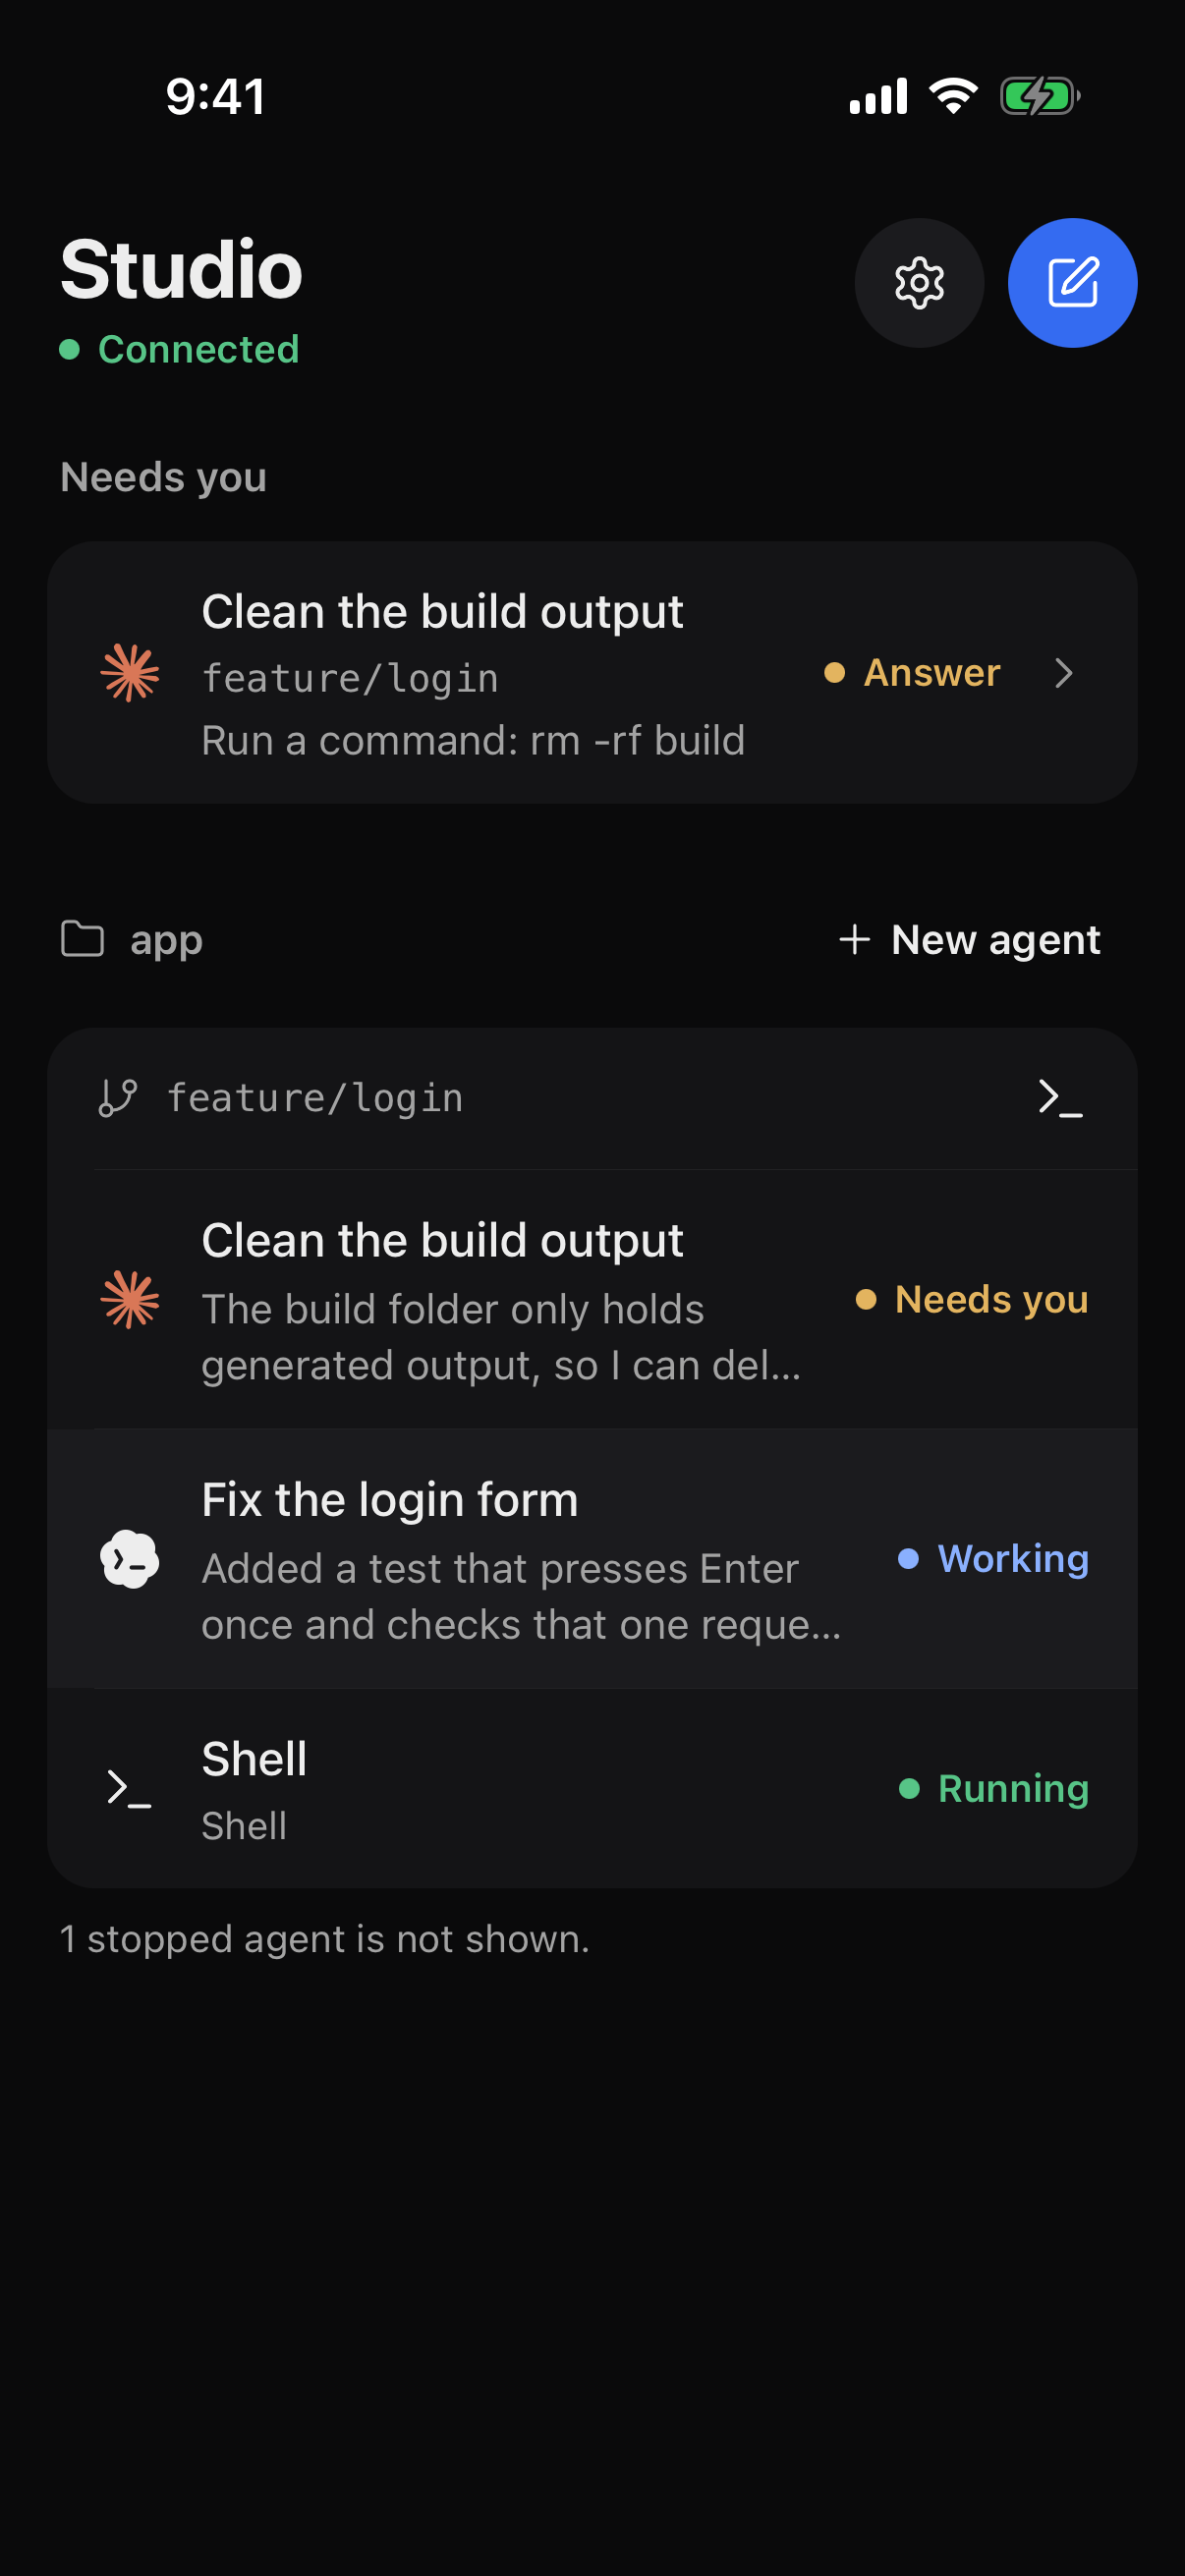 9:41
Studio
Connected
Needs you
Clean the build output
feature/login
Answer
Run a command: rm -rf build
app
New agent
feature/login
Clean the build output
The build folder only holds
generated output, so I can del...
Needs you
Fix the login form
Added a test that presses Enter
once and checks that one reque...
Working
Shell
Shell
Running
1 stopped agent is not shown.